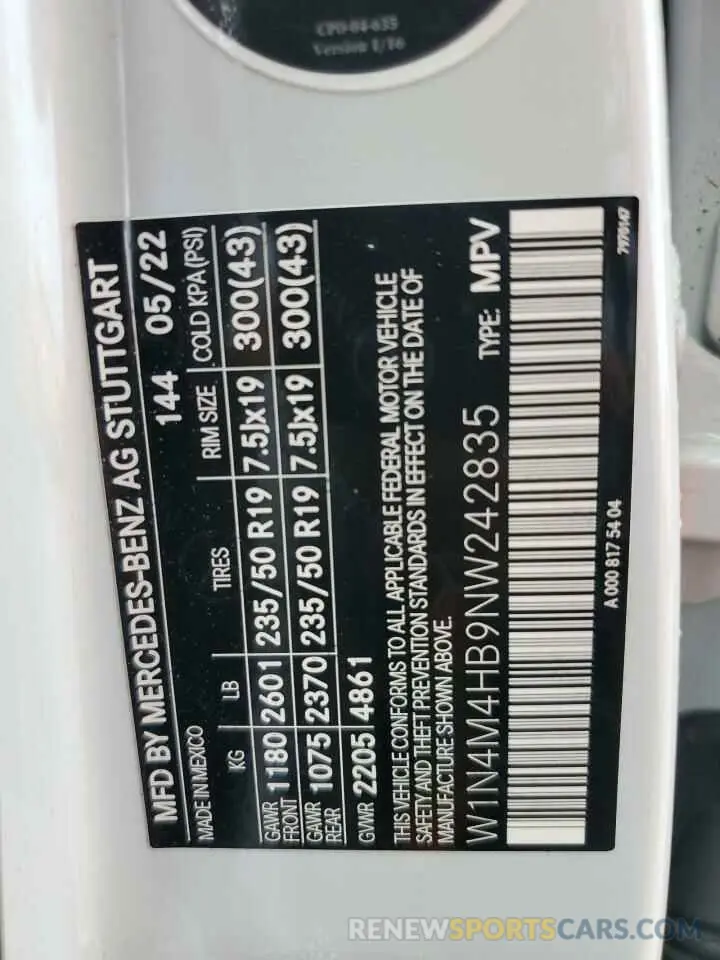 CPO-04-635
Version 1/16
MFD BY MERCEDES-BENZ AG STUTTGART
MADE IN MEXICO 144 05/22
KG LB TIRES RIM SIZE COLD KPA (PSI)
GAWR FRONT 1180 2601 235/50 R19 7.5Jx19 300(43)
GAWR REAR 1075 2370 235/50 R19 7.5Jx19 300(43)
GVWR 2205 4861
THIS VEHICLE CONFORMS TO ALL APPLICABLE FEDERAL MOTOR VEHICLE
SAFETY AND THEFT PREVENTION STANDARDS IN EFFECT ON THE DATE OF
MANUFACTURE SHOWN ABOVE.
W1N4M4HB9NW242835 TYPE: MPV
A 000 817 54 04 7970147
RENEWSPORTSCARS.COM